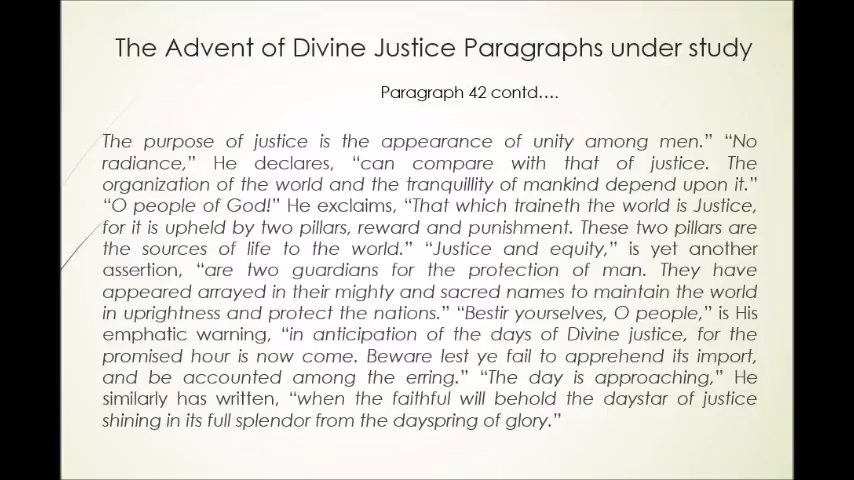 The Advent of Divine Justice Paragraphs under study
Paragraph 42 contd….
The purpose of justice is the appearance of unity among men.” “No
radiance,” He declares, “can compare with that of justice. The
organization of the world and the tranquillity of mankind depend upon it.”
“O people of God!” He exclaims, “That which traineth the world is Justice,
for it is upheld by two pillars, reward and punishment. These two pillars are
the sources of life to the world.” “Justice and equity,” is yet another
assertion, “are two guardians for the protection of man. They have
appeared arrayed in their mighty and sacred names to maintain the world
in uprightness and protect the nations.” “Bestir yourselves, O people,” is His
emphatic warning, “in anticipation of the days of Divine justice, for the
promised hour is now come. Beware lest ye fail to apprehend its import,
and be accounted among the erring.” “The day is approaching,” He
similarly has written, “when the faithful will behold the daystar of justice
shining in its full splendor from the dayspring of glory.”